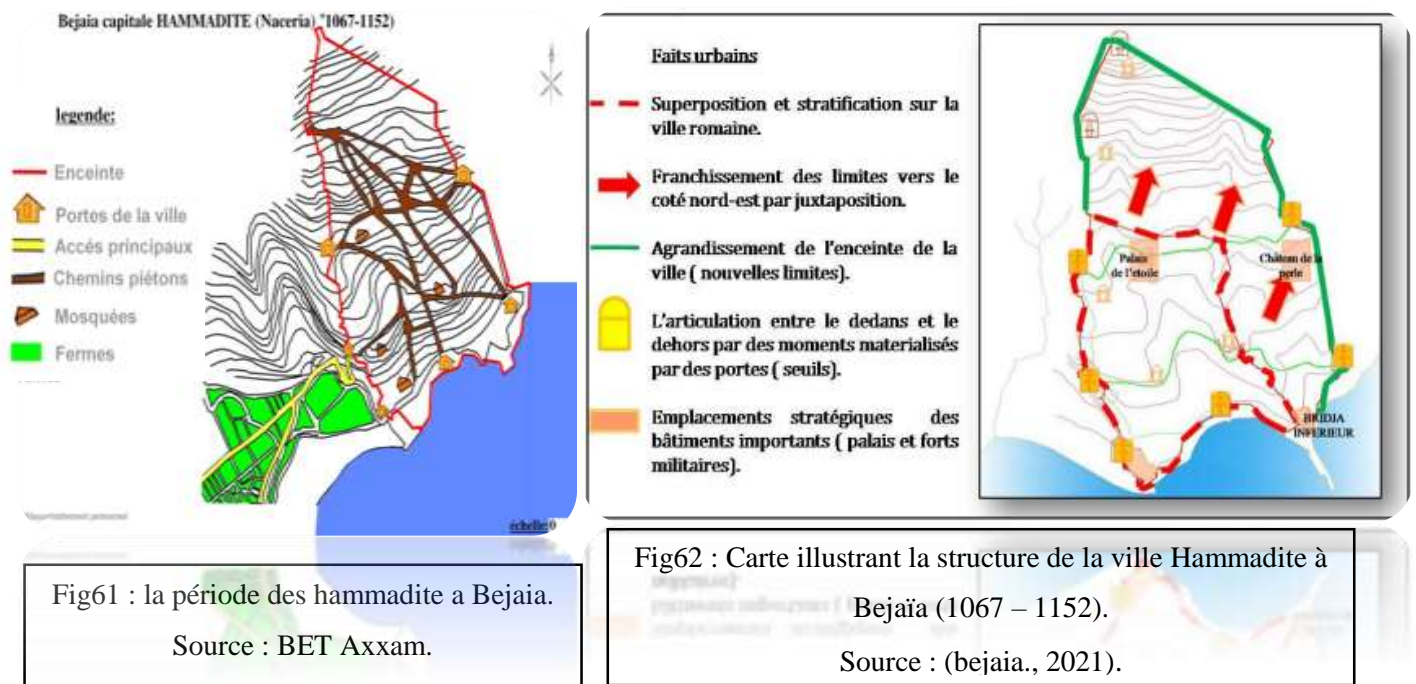 Bejaia capitale HAMMADITE (Naceria) "1067-1152)
legende:
Enceinte
Portes de la ville
Accés principaux
Chemins piétons
Mosquées
Fermes
échelle:0
Fig61 : la période des hammadite a Bejaia.
Source : BET Axxam.
Faits urbains
Superposition et stratification sur la
ville romaine.
Franchissement des limites vers le
coté nord-est par juxtaposition.
Agrandissement de l'enceinte de la
ville ( nouvelles limites).
L'articulation entre le dedans et le
dehors par des moments materialisés
par des portes ( seuils).
Emplacements stratégiques des
bâtiments importants ( palais et forts
militaires).
Palais
de l'etoile
Château de la
perle
BRIDJA
INFERIEUR
Fig62 : Carte illustrant la structure de la ville Hammadite à
Bejaïa (1067 – 1152).
Source : (bejaia., 2021).